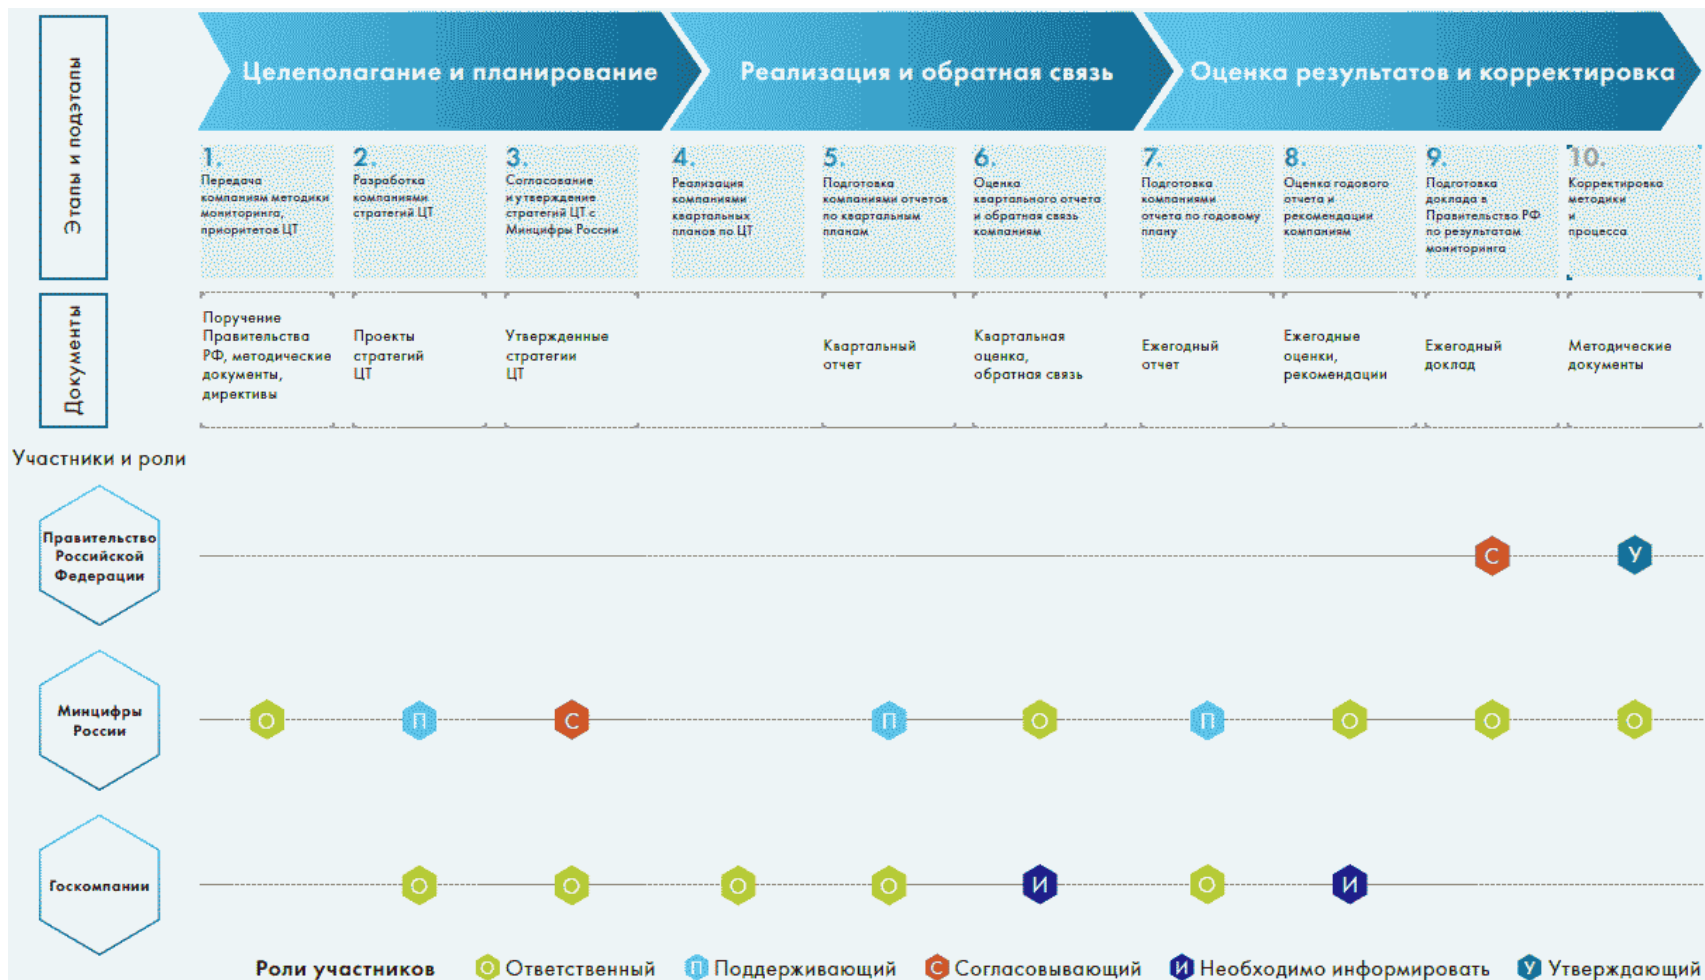 Этапы и подэтапы
Целеполагание и планирование
Реализация и обратная связь
Оценка результатов и корректировка
1.
Передача
компаниям методики
мониторинга,
приоритетов ЦТ
2.
Разработка
компаниями
стратегий ЦТ
3.
Согласование
и утверждение
стратегий ЦТ с
Минцифры России
4.
Реализация
компаниями
квартальных
планов по ЦТ
5.
Подготовка
компаниями отчетов
по квартальным
планам
6.
Оценка
квартального отчета
и обратная связь
компаниям
7.
Подготовка
компаниями
отчета по годовому
плану
8.
Оценка годового
отчета и
рекомендации
компаниям
9.
Подготовка
доклада в
Правительство РФ
по результатам
мониторинга
10.
Корректировка
методики
и
процесса
Документы
Поручение
Правительства
РФ, методические
документы,
директивы
Проекты
стратегий
ЦТ
Утвержденные
стратегии
ЦТ
Квартальный
отчет
Квартальная
оценка,
обратная связь
Ежегодный
отчет
Ежегодные
оценки,
рекомендации
Ежегодный
доклад
Методические
документы
Участники и роли
Правительство
Российской
Федерации
С У
Минцифры
России
О П С П О П О О О
Госкомпании
О О О О И О И
Роли участников О Ответственный П Поддерживающий С Согласовывающий И Необходимо информировать У Утверждающий